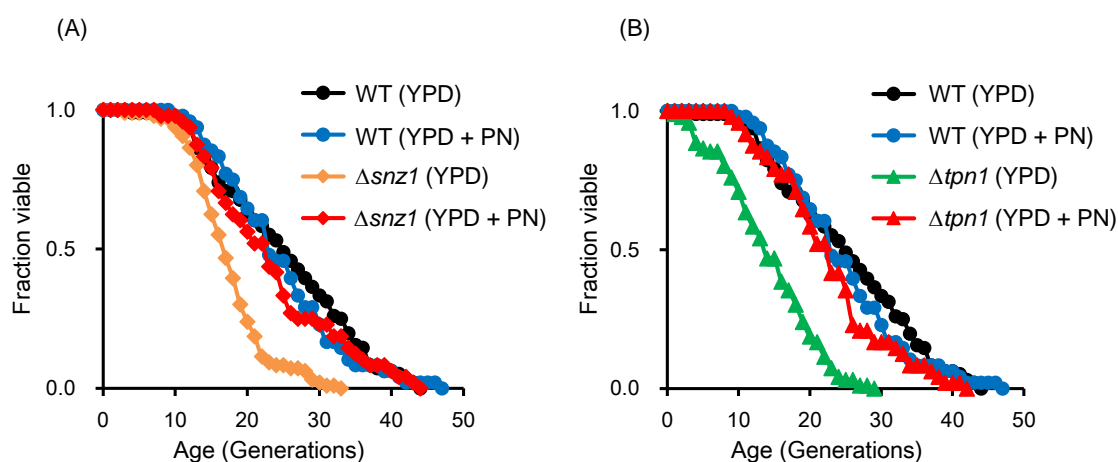 (A)
WT (YPD)
WT (YPD + PN)
Δsnz1 (YPD)
Δsnz1 (YPD + PN)
Fraction viable
1.0
0.5
0.0
0 10 20 30 40 50
Age (Generations)
(B)
WT (YPD)
WT (YPD + PN)
Δtpn1 (YPD)
Δtpn1 (YPD + PN)
Fraction viable
1.0
0.5
0.0
0 10 20 30 40 50
Age (Generations)